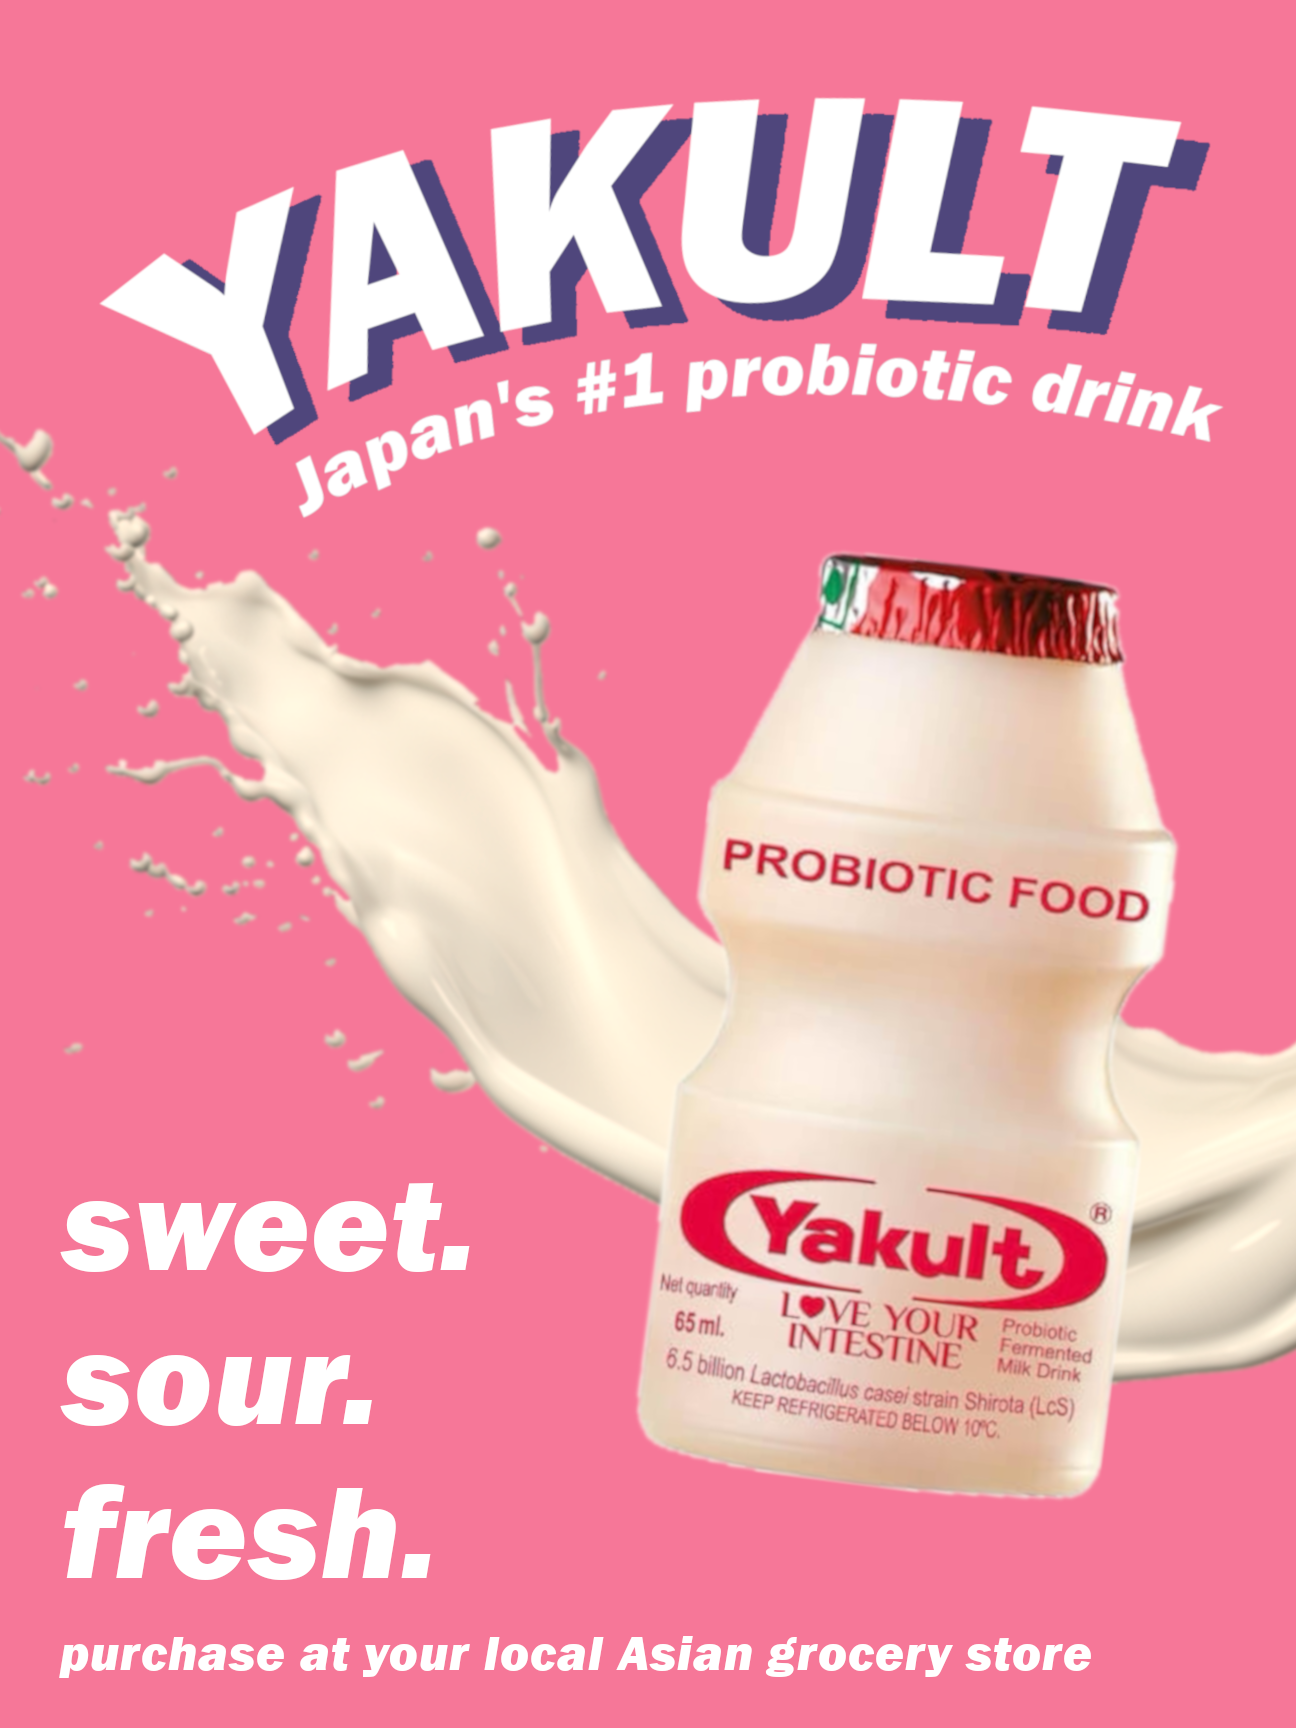 YAKULT
Japan's #1 probiotic drink
PROBIOTIC FOOD
Yakult ®
Net quantity
65 ml.
LOVE YOUR
INTESTINE
Probiotic
Fermented
Milk Drink
6.5 billion Lactobacillus casei strain Shirota (LcS)
KEEP REFRIGERATED BELOW 10°C.
sweet.
sour.
fresh.
purchase at your local Asian grocery store